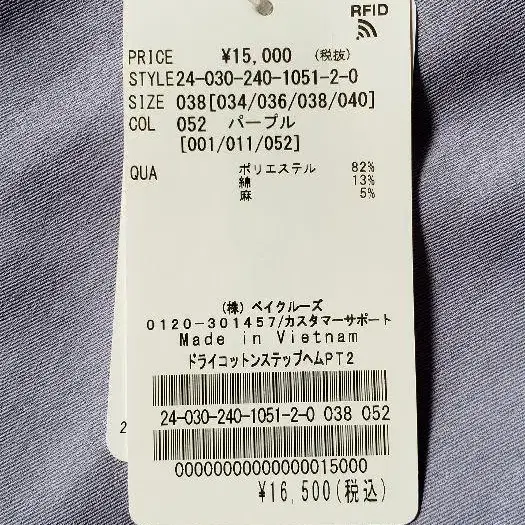 RFID
PRICE ¥15,000 (税抜)
STYLE24-030-240-1051-2-0
SIZE 038[034/036/038/040]
COL 052 パープル
[001/011/052]
QUA ポリエステル 82%
綿 13%
麻 5%
(株) ベイクルーズ
0120-301457/カスタマーサポート
Made in Vietnam
ドライコットンステップヘムPT2
24-030-240-1051-2-0 038 052
00000000000000015000
¥16,500(税込)
2